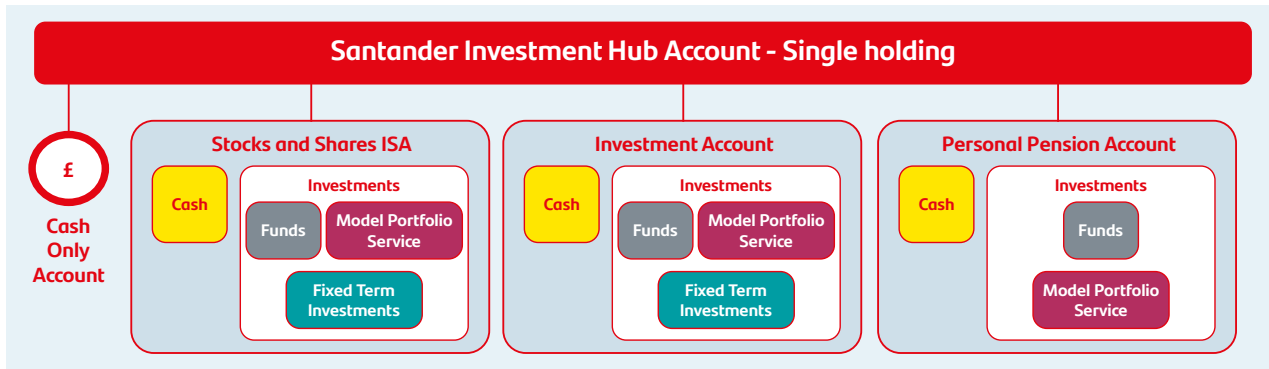 Santander Investment Hub Account - Single holding
£
Cash
Only
Account
Stocks and Shares ISA
Cash
Investments
Funds
Model Portfolio
Service
Fixed Term
Investments
Investment Account
Cash
Investments
Funds
Model Portfolio
Service
Fixed Term
Investments
Personal Pension Account
Cash
Investments
Funds
Model Portfolio
Service